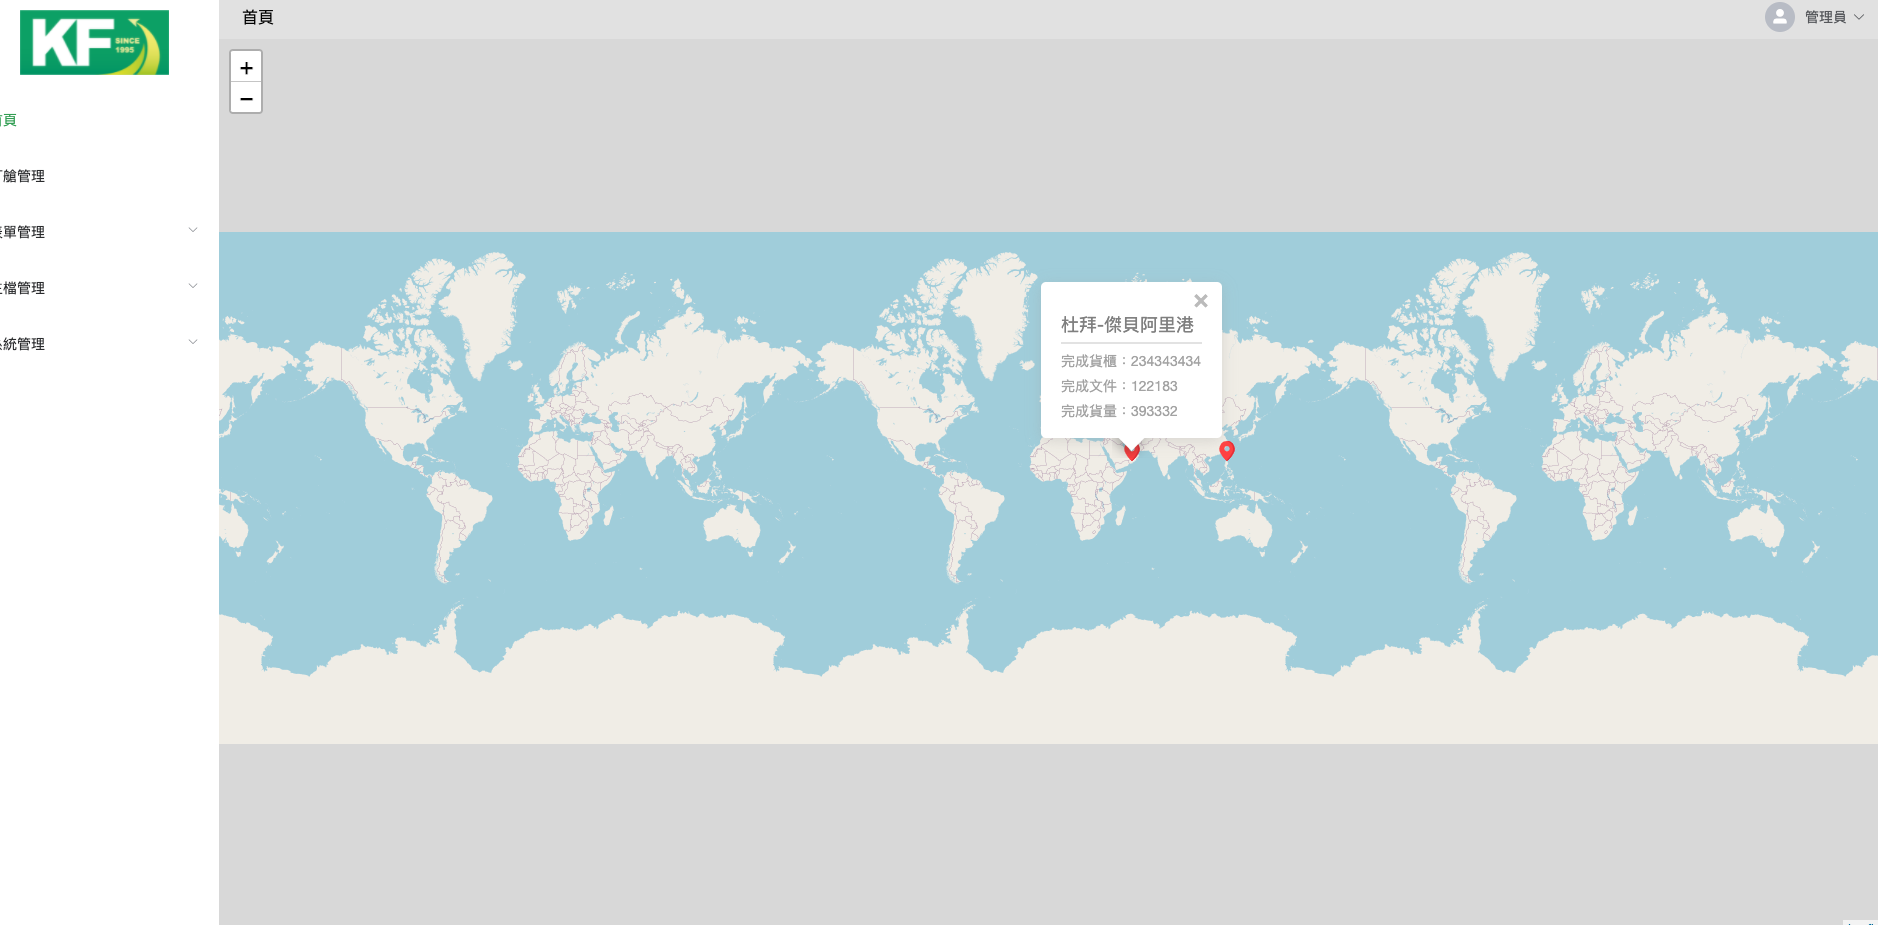 KF
SINCE
1995
首頁
管理員
頁
艙管理
單管理
檔管理
統管理
+
−
杜拜-傑貝阿里港
完成貨櫃：234343434
完成文件：122183
完成貨量：393332